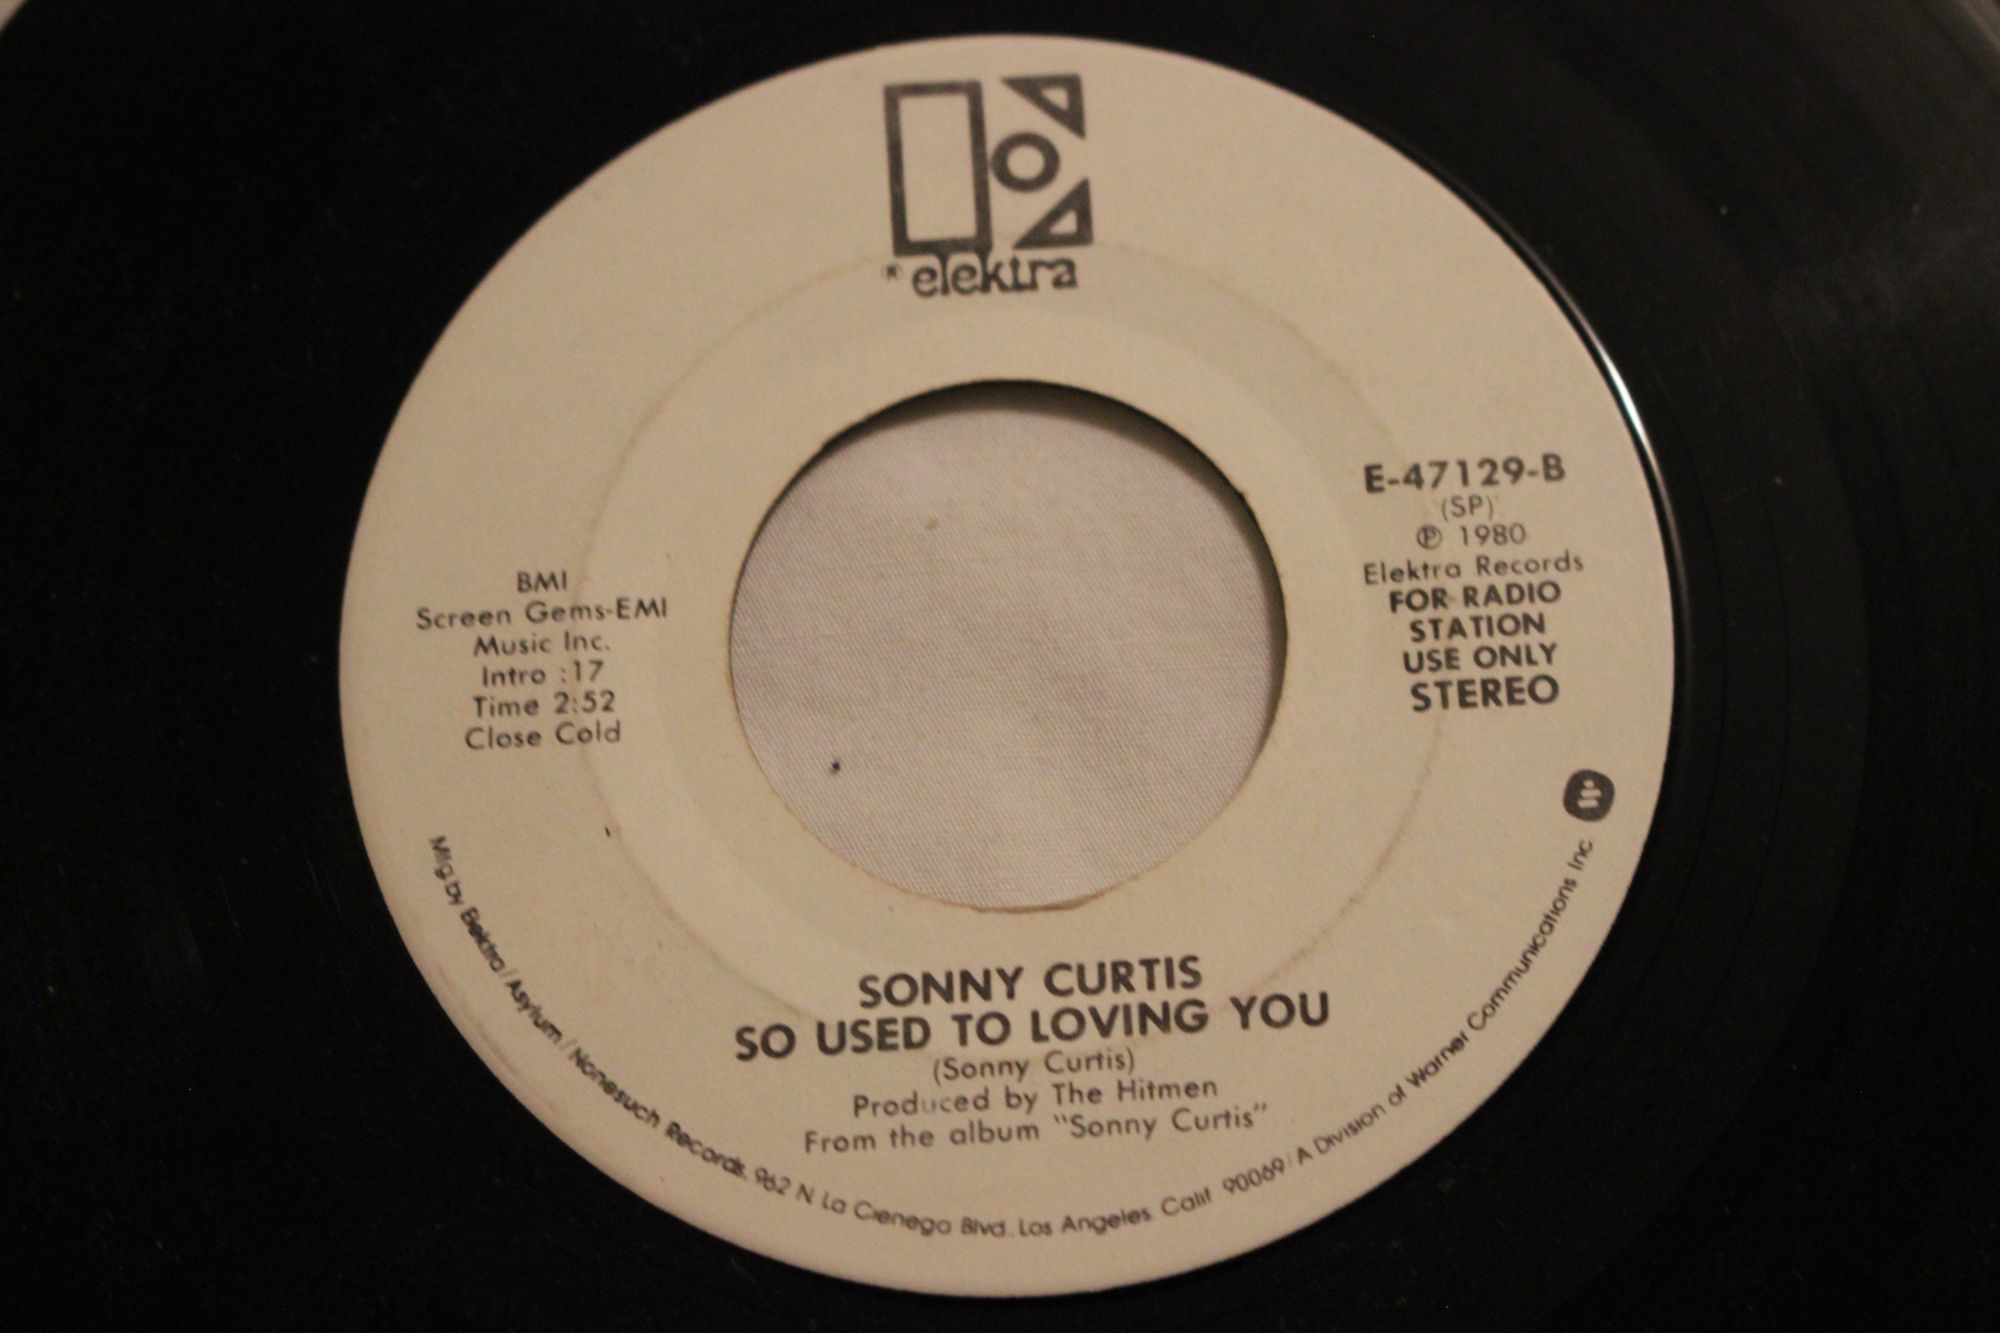 ® elektra
E-47129-B
(SP)
℗ 1980
Elektra Records
FOR RADIO
STATION
USE ONLY
STEREO
BMI
Screen Gems-EMI
Music Inc.
Intro :17
Time 2:52
Close Cold
SONNY CURTIS
SO USED TO LOVING YOU
(Sonny Curtis)
Produced by The Hitmen
From the album "Sonny Curtis"
Mfg. by Elektra/Asylum/Nonesuch Records, 962 N. La Cienega Blvd., Los Angeles, Calif. 90069/A Division of Warner Communications Inc.